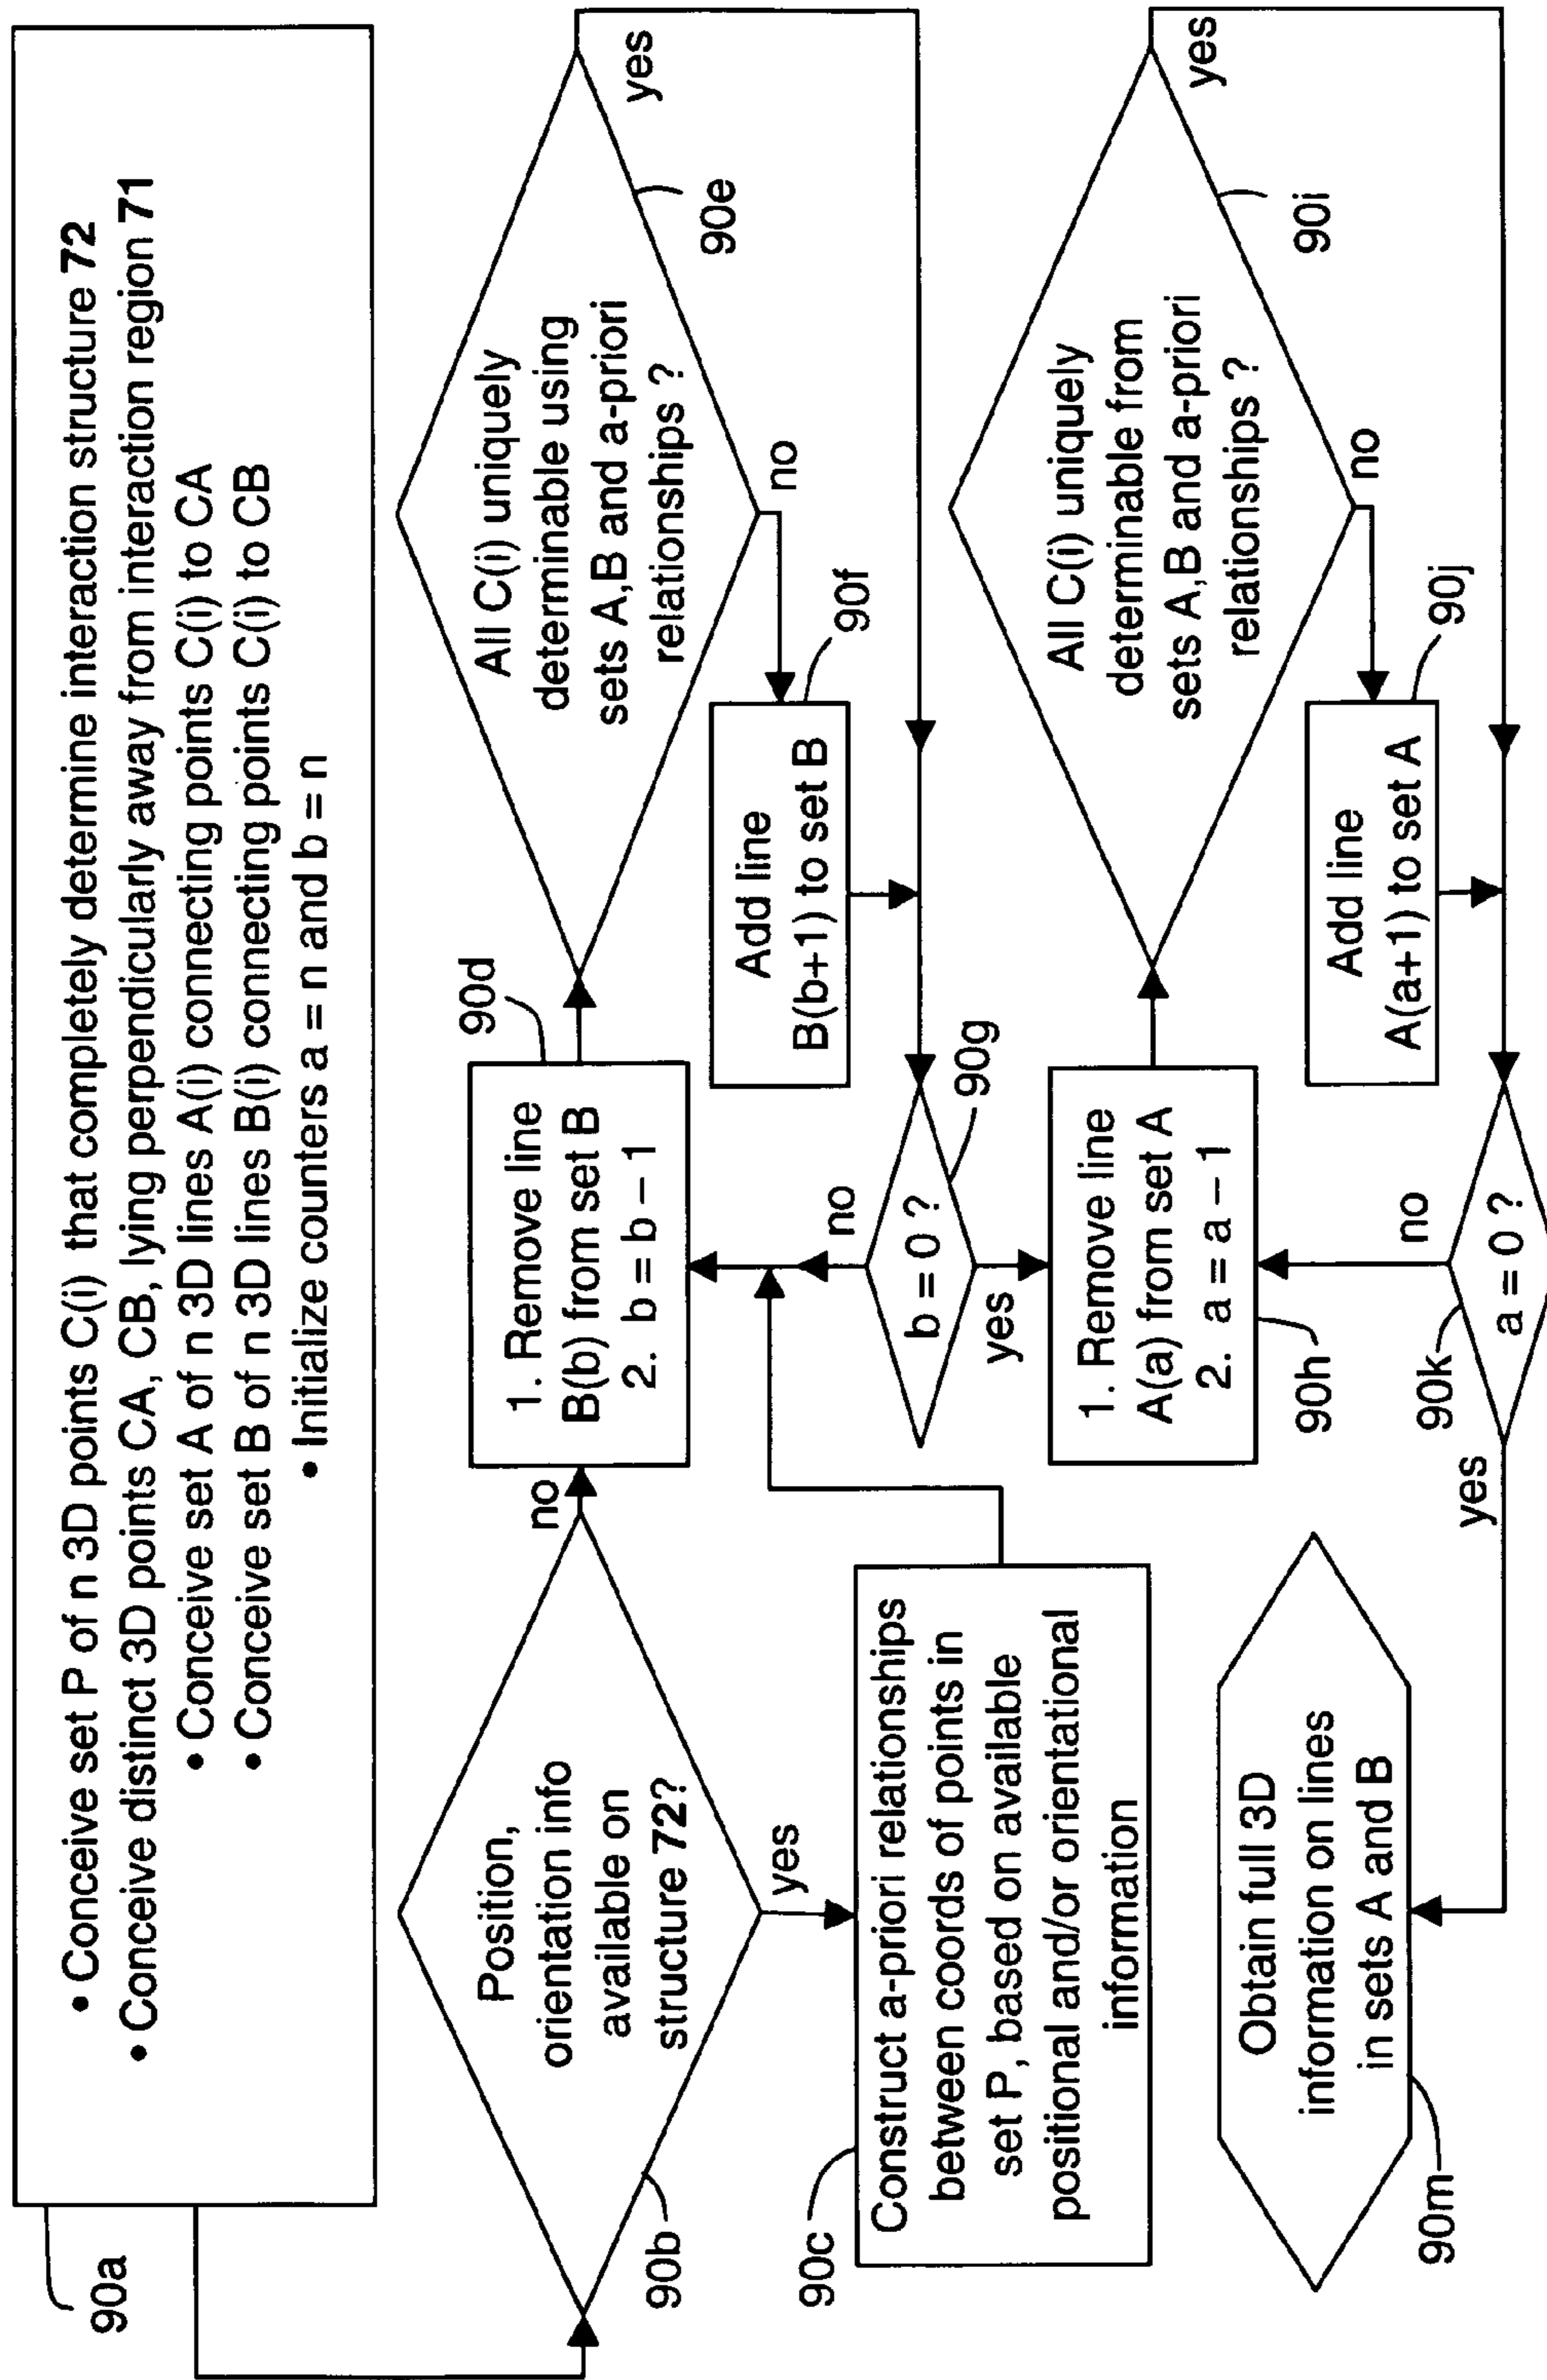 • Conceive set P of n 3D points C(i) that completely determine interaction structure 72
• Conceive distinct 3D points CA, CB, lying perpendicularly away from interaction region 71
• Conceive set A of n 3D lines A(i) connecting points C(i) to CA
• Conceive set B of n 3D lines B(i) connecting points C(i) to CB
• Initialize counters a = n and b = n
90a
Position,
orientation info
available on
structure 72?
90b
no
yes
Construct a-priori relationships
between coords of points in
set P, based on available
positional and/or orientational
information
90c
1. Remove line
B(b) from set B
2. b = b – 1
90d
All C(i) uniquely
determinable using
sets A,B and a-priori
relationships ?
90e
yes
no
Add line
B(b+1) to set B
90f
b = 0 ?
90g
no
yes
1. Remove line
A(a) from set A
2. a = a – 1
90h
All C(i) uniquely
determinable from
sets A,B and a-priori
relationships ?
90i
yes
no
Add line
A(a+1) to set A
90j
a = 0 ?
90k
no
yes
Obtain full 3D
information on lines
in sets A and B
90m